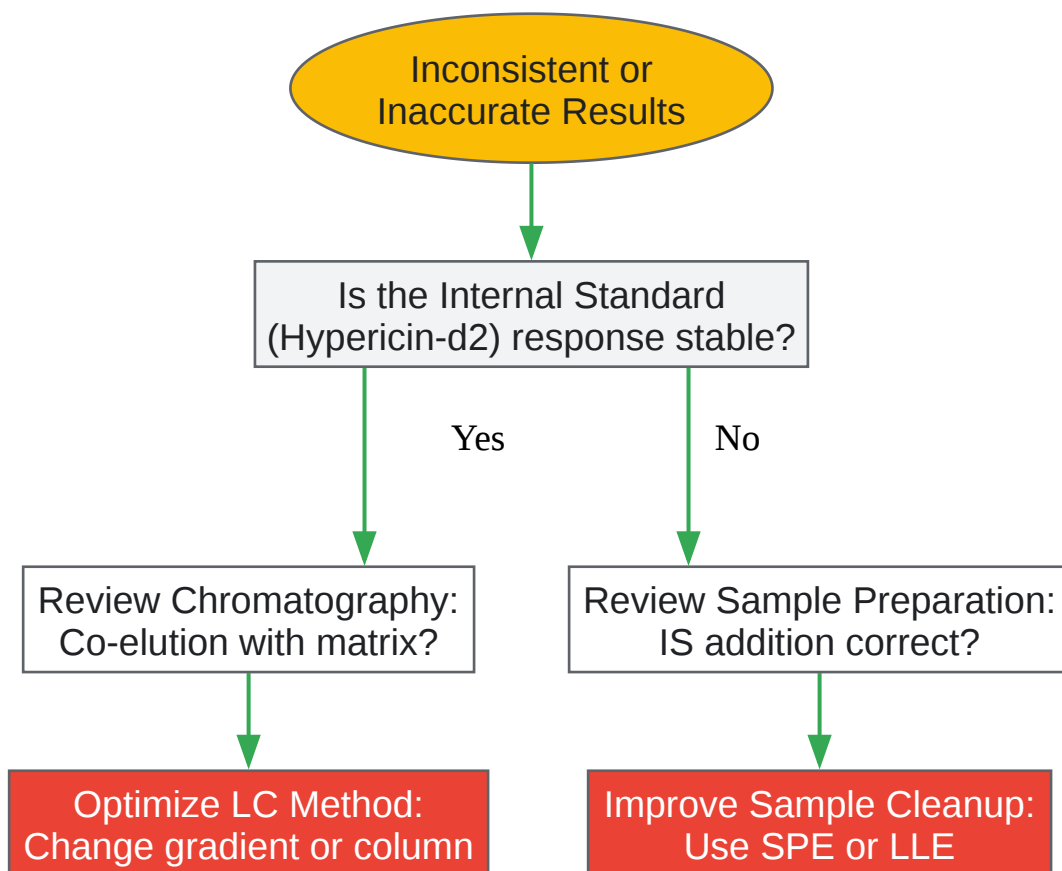 Inconsistent or
Inaccurate Results
Is the Internal Standard
(Hypericin-d2) response stable?
Yes
No
Review Chromatography:
Co-elution with matrix?
Review Sample Preparation:
IS addition correct?
Optimize LC Method:
Change gradient or column
Improve Sample Cleanup:
Use SPE or LLE